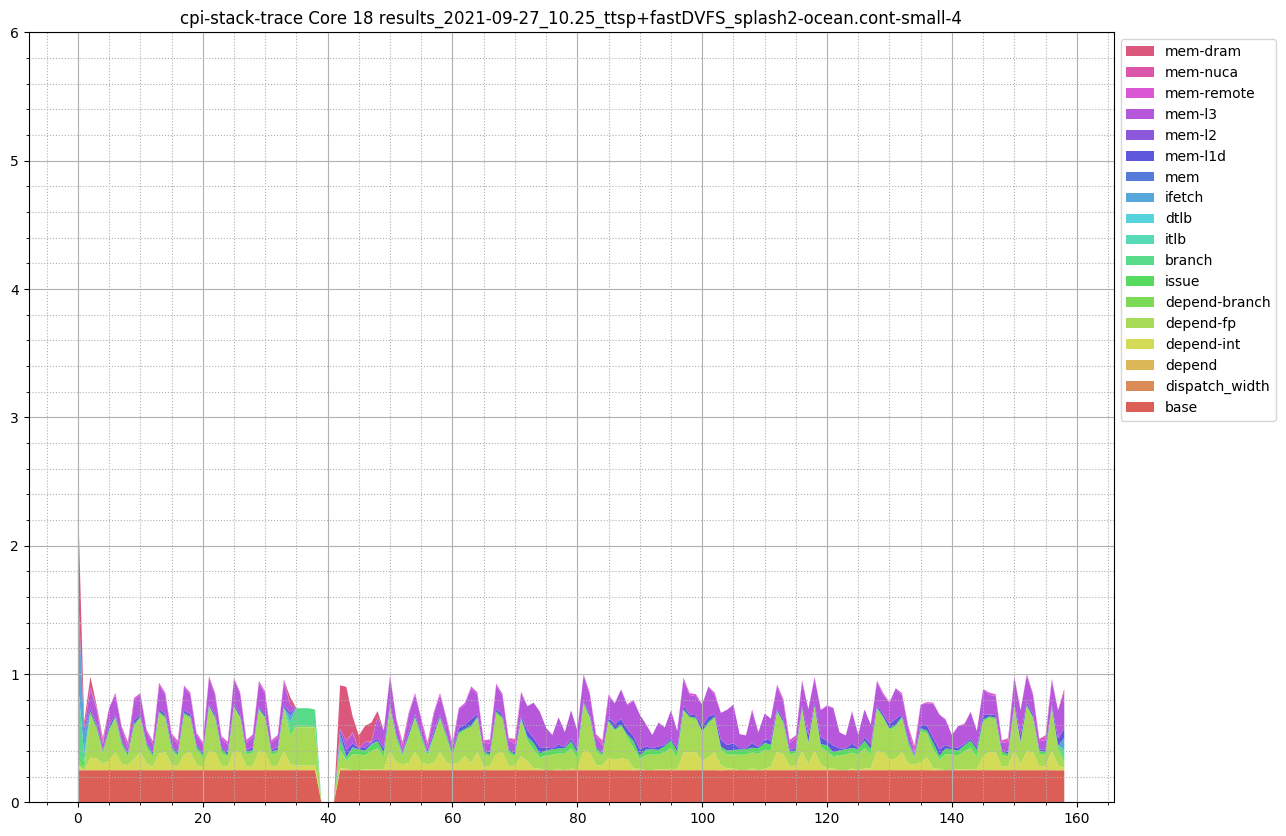 cpi-stack-trace Core 18 results_2021-09-27_10.25_ttsp+fastDVFS_splash2-ocean.cont-small-4
6
5
4
3
2
1
0
0 20 40 60 80 100 120 140 160
mem-dram
mem-nuca
mem-remote
mem-l3
mem-l2
mem-l1d
mem
ifetch
dtlb
itlb
branch
issue
depend-branch
depend-fp
depend-int
depend
dispatch_width
base